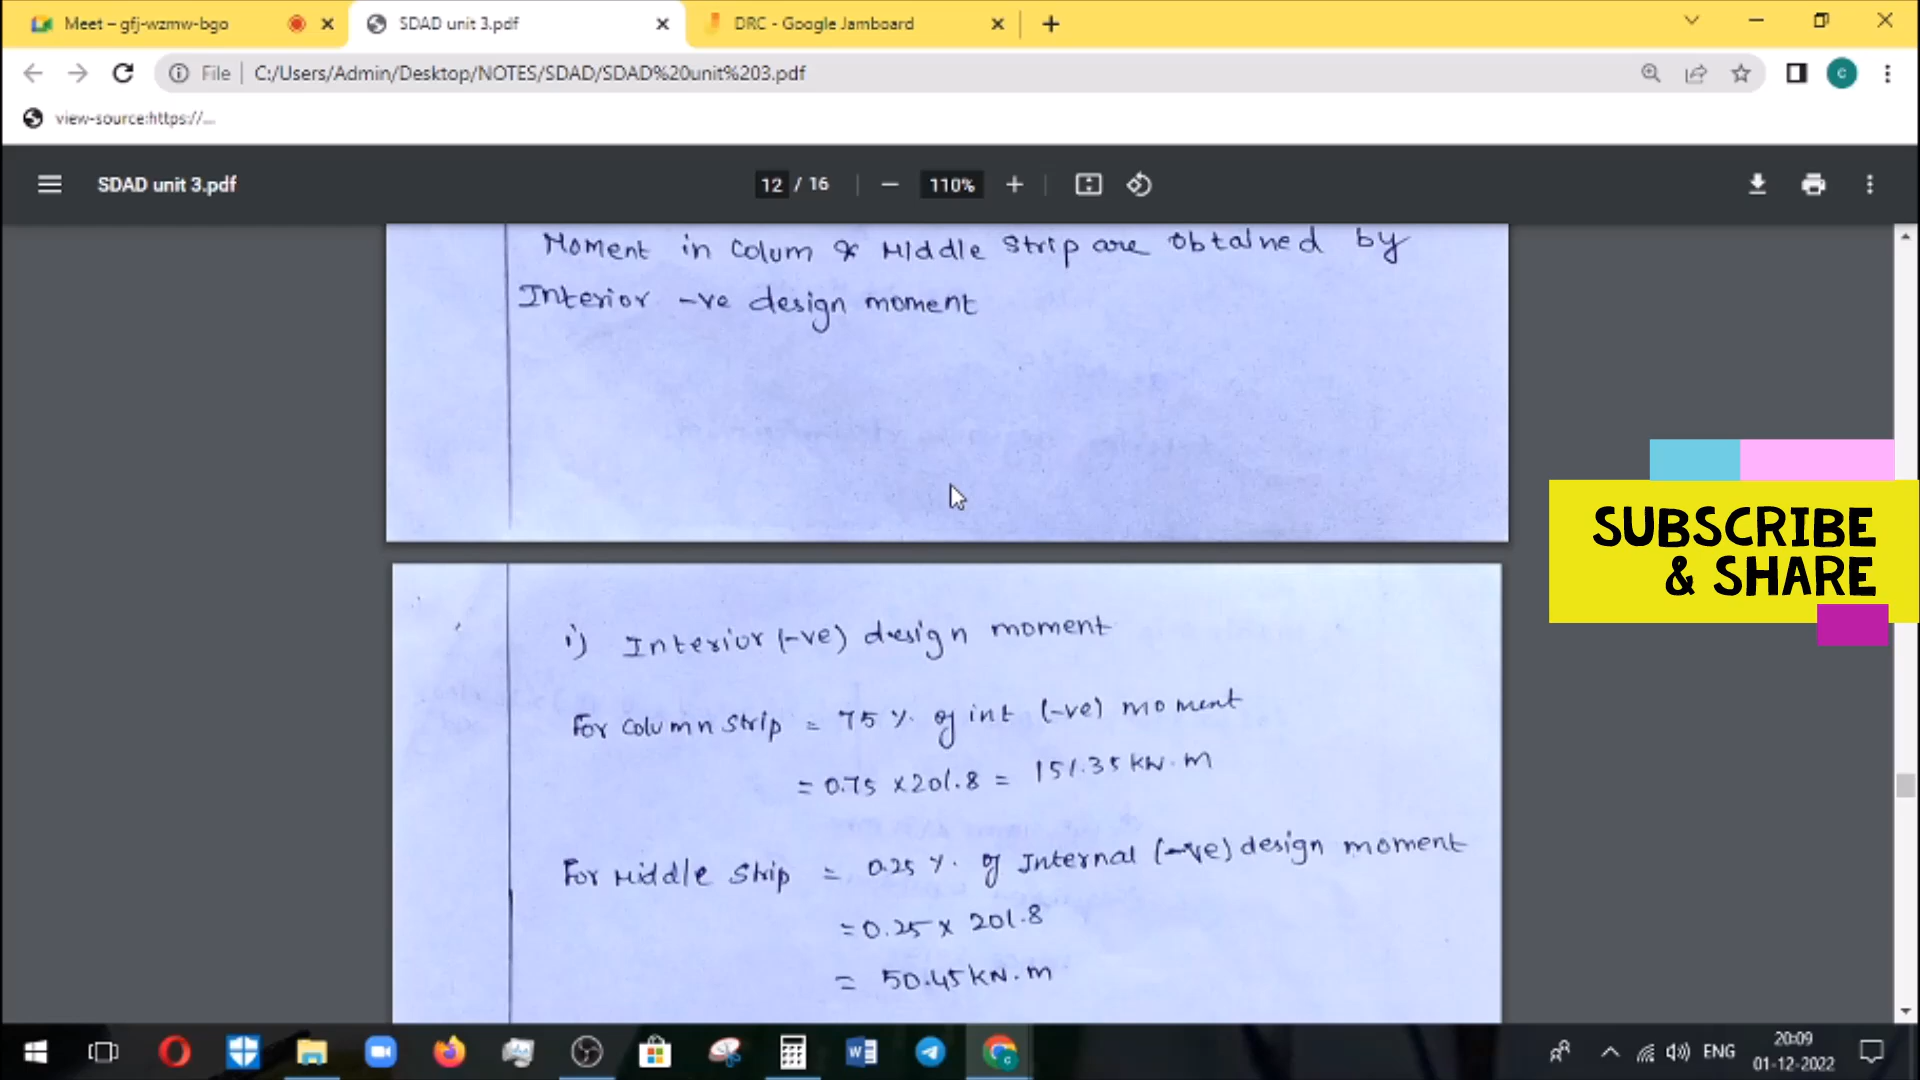 Meet – gfj-wzmw-bgo
SDAD unit 3.pdf
DRC - Google Jamboard
File
C:/Users/Admin/Desktop/NOTES/SDAD/SDAD%20unit%203.pdf
C
view-source:https://...
SDAD unit 3.pdf
12 / 16
110%
Moment in Colum & Middle Strip are Obtained by
Interior -ve design moment
SUBSCRIBE
& SHARE
i) Interior (-ve) design moment
For Column Strip = 75 %. of int (-ve) moment
= 0.75 x 201.8 = 151.35 kN.m
For Middle Strip = 0.25 %. of Internal (-ve) design moment
= 0.25 x 201.8
= 50.45 kN.m
ENG
20:09
01-12-2022